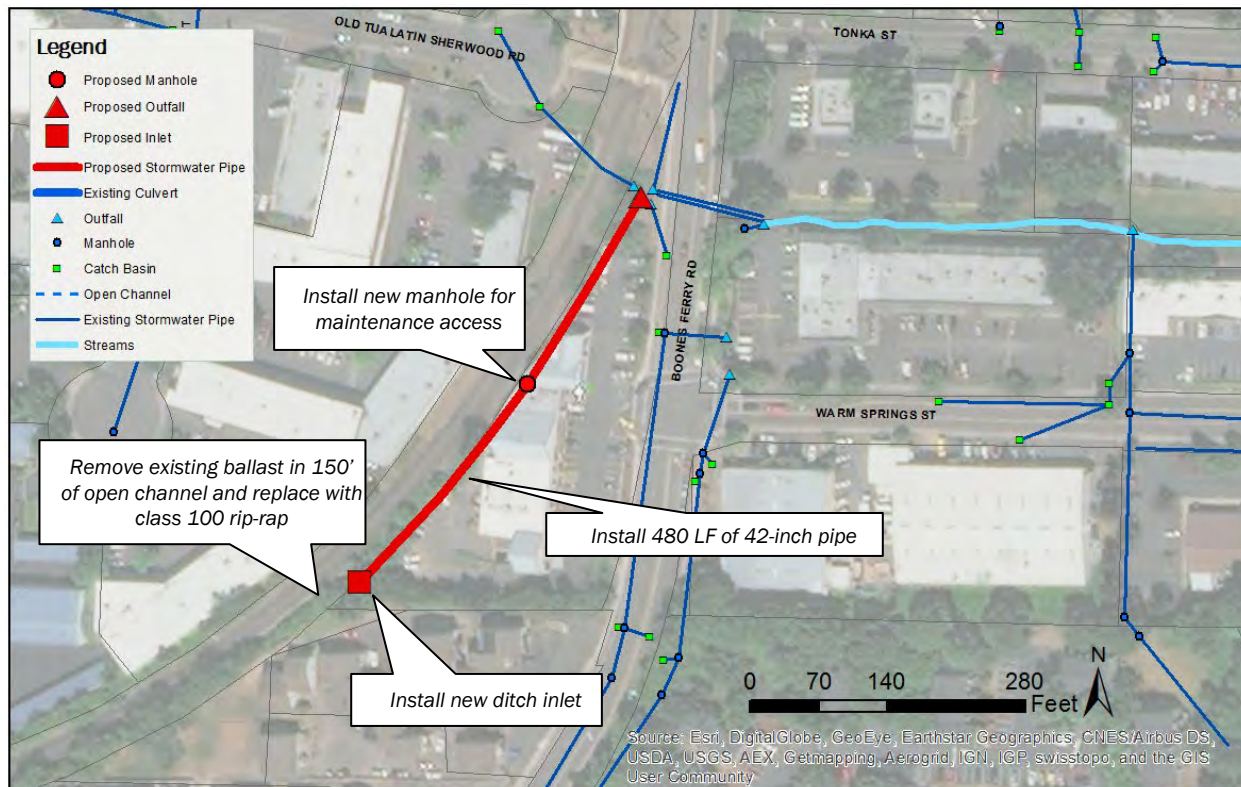 Legend
Proposed Manhole
Proposed Outfall
Proposed Inlet
Proposed Stormwater Pipe
Existing Culvert
Outfall
Manhole
Catch Basin
Open Channel
Existing Stormwater Pipe
Streams
T
OLD TUALATIN SHERWOOD RD
TONKA ST
BOONES FERRY RD
WARM SPRINGS ST
Install new manhole for
maintenance access
Remove existing ballast in 150’
of open channel and replace with
class 100 rip-rap
Install 480 LF of 42-inch pipe
Install new ditch inlet
0 70 140 280
Feet
N
Source: Esri, DigitalGlobe, GeoEye, Earthstar Geographics, CNES/Airbus DS,
USDA, USGS, AEX, Getmapping, Aerogrid, IGN, IGP, swisstopo, and the GIS
User Community